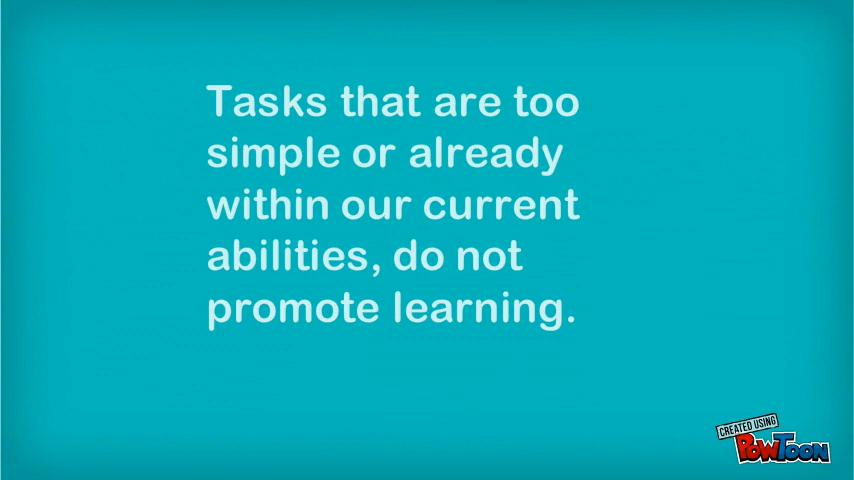 Tasks that are too
simple or already
within our current
abilities, do not
promote learning.
CREATED USING
POWTOON